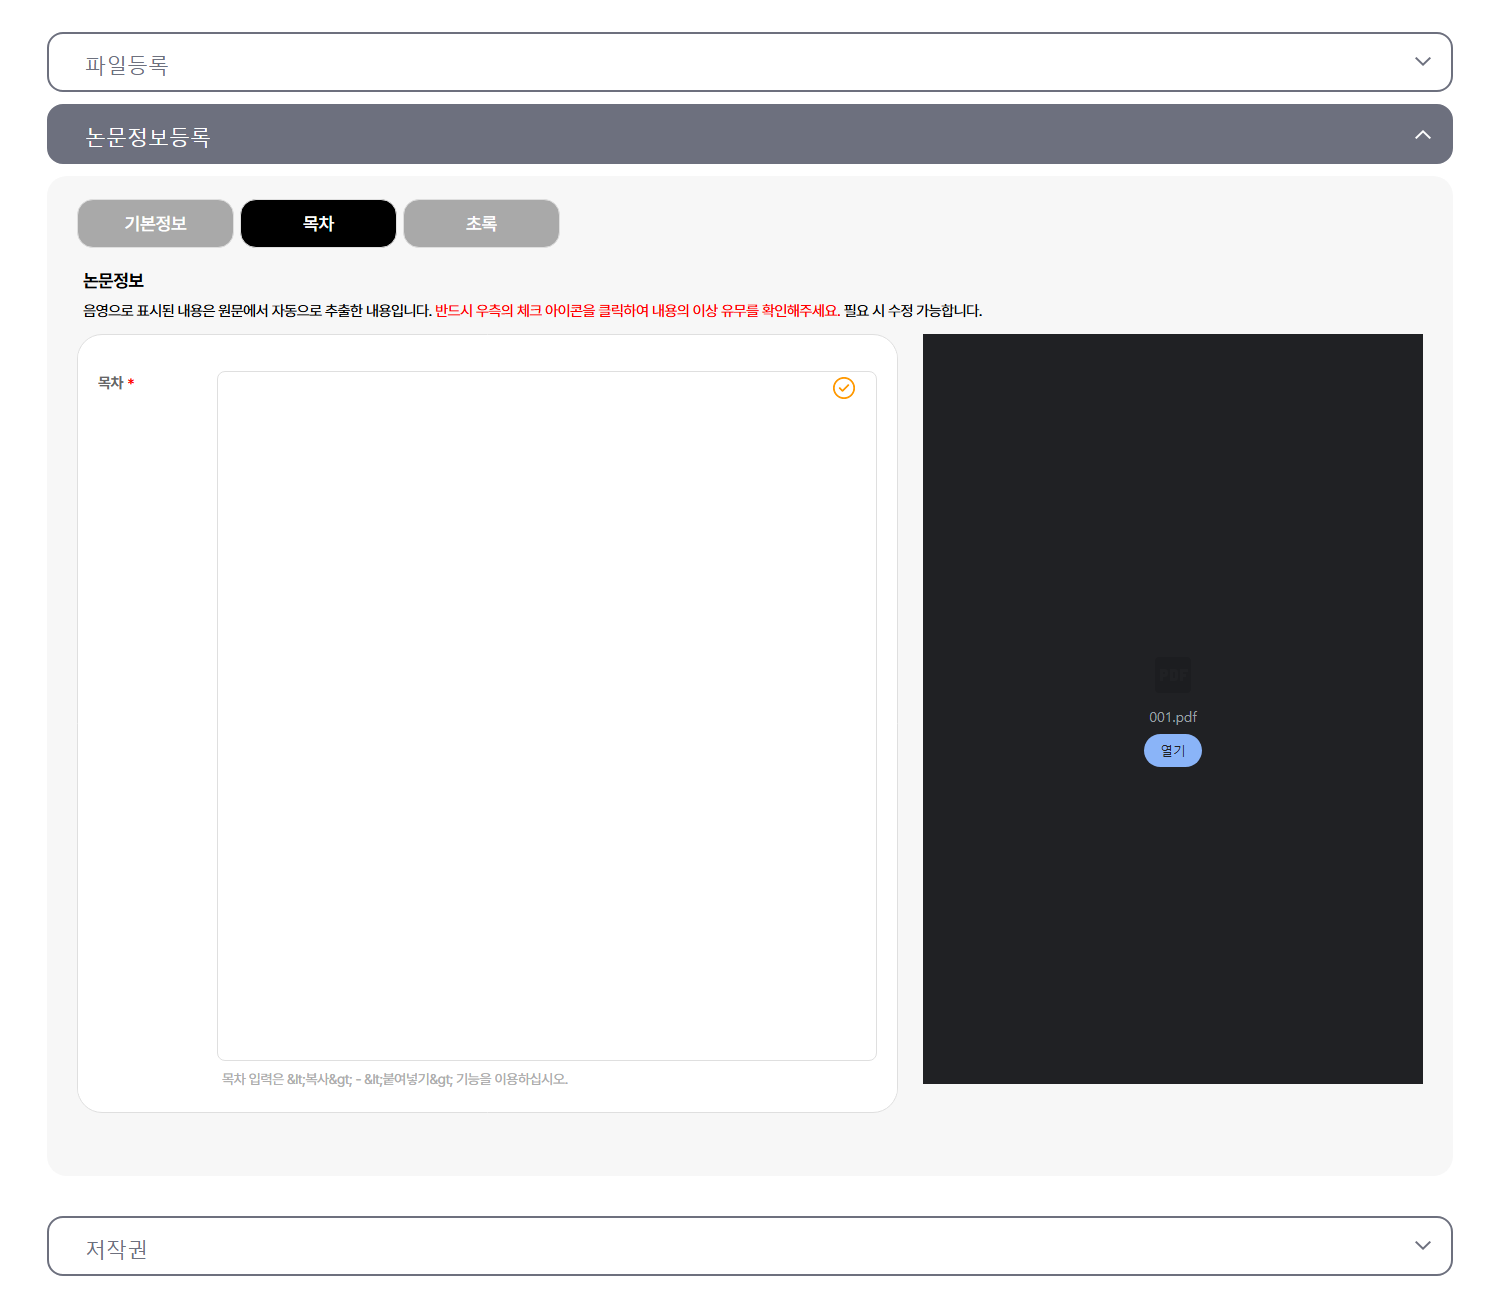 파일등록
논문정보등록
기본정보
목차
초록
논문정보
음영으로 표시된 내용은 원문에서 자동으로 추출한 내용입니다. 반드시 우측의 체크 아이콘을 클릭하여 내용의 이상 유무를 확인해주세요. 필요 시 수정 가능합니다.
목차 *
PDF
001.pdf
열기
목차 입력은 &lt;복사&gt; - &lt;붙여넣기&gt; 기능을 이용하십시오.
저작권